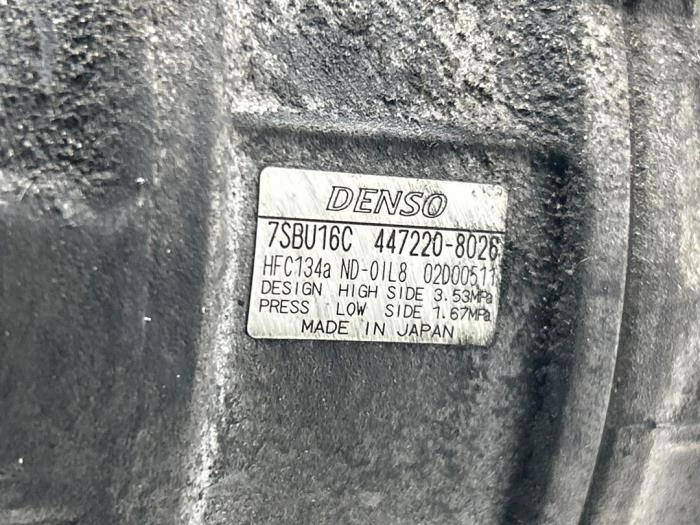 DENSO
7SBU16C 447220-8026
HFC134a ND-OIL8 02D00511
DESIGN HIGH SIDE 3.53MPa
PRESS LOW SIDE 1.67MPa
MADE IN JAPAN